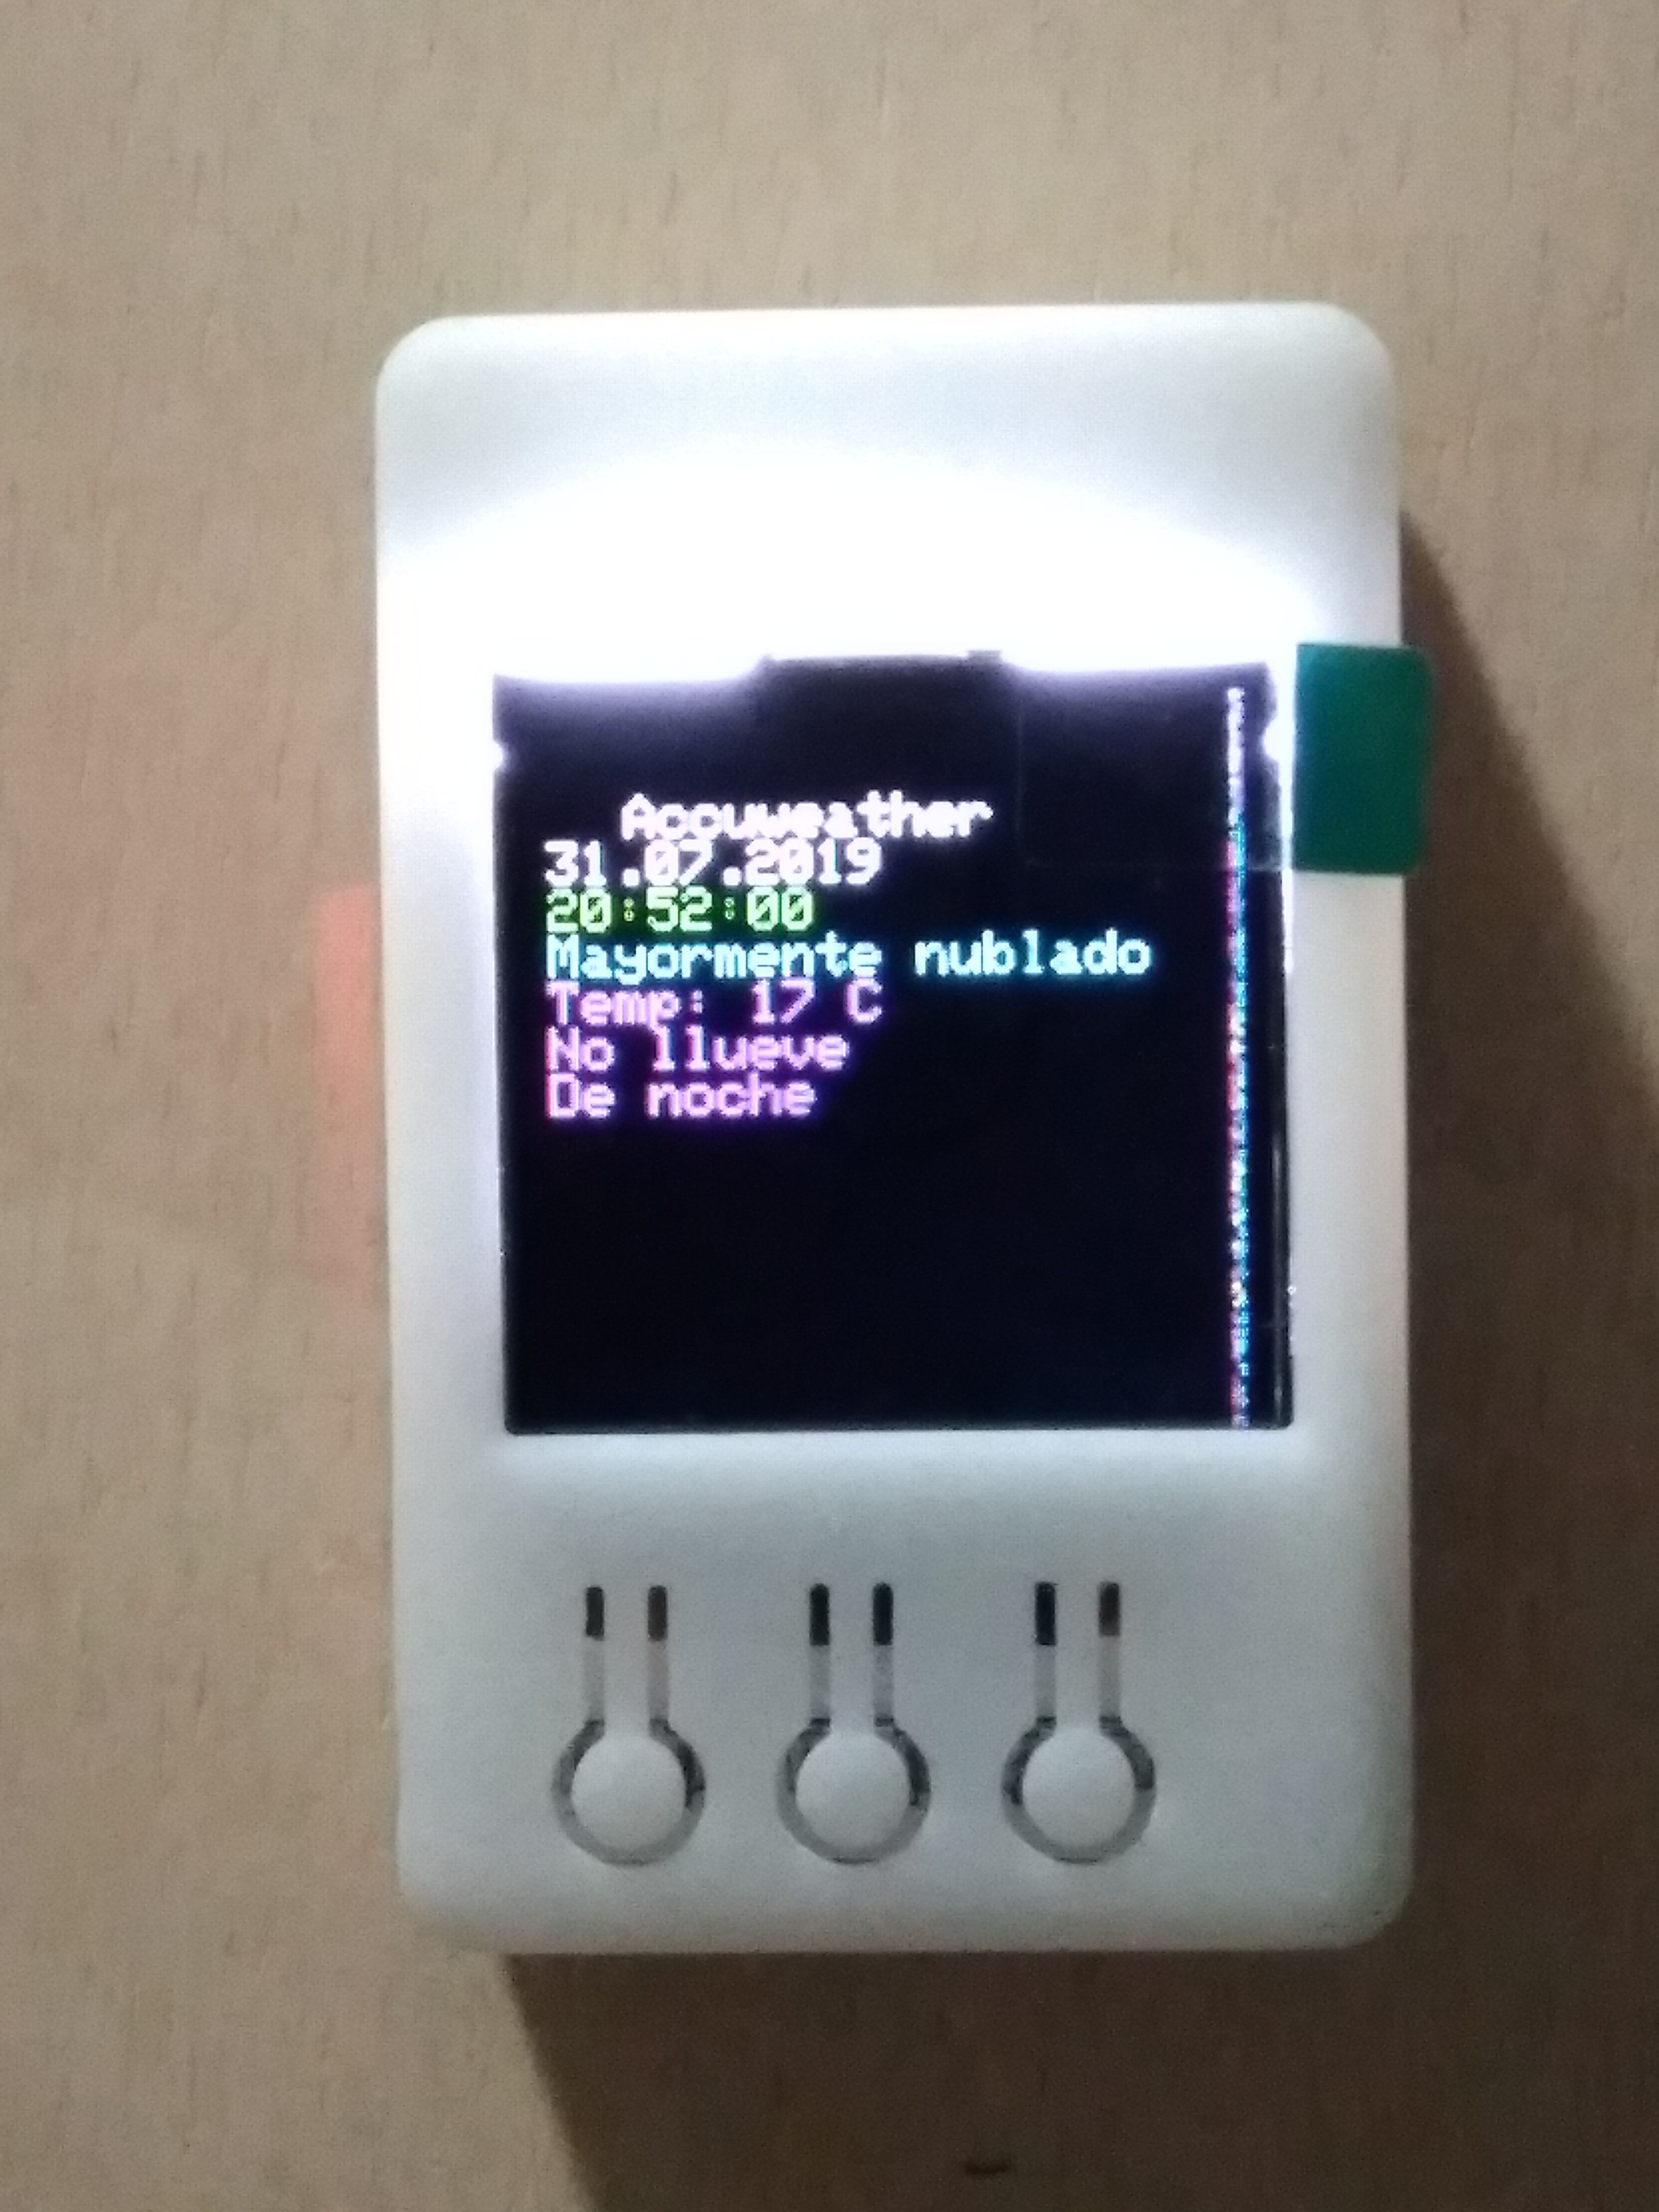 Accuweather
31.07.2019
20:52:00
Mayormente nublado
Temp: 17 C
No llueve
De noche